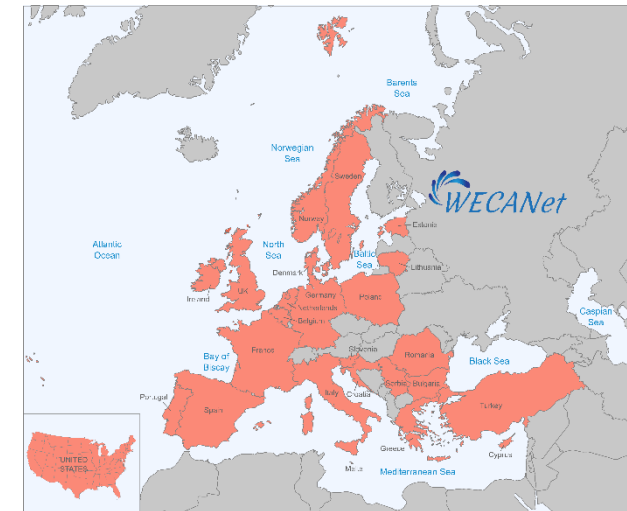 Barents
Sea
Norwegian
Sea
Sweden
WECANet
Norway
Estonia
Atlantic
Ocean
North
Sea
Baltic
Sea
Lithuania
Denmark
Ireland
UK
Germany
Poland
Netherlands
Belgium
Caspian
Sea
Slovenia
France
Romania
Bay of
Biscay
Black Sea
Serbia
Bulgaria
Italy
Croatia
Portugal
Spain
Turkey
Greece
Cyprus
Malta
Mediterranean Sea
UNITED
STATES